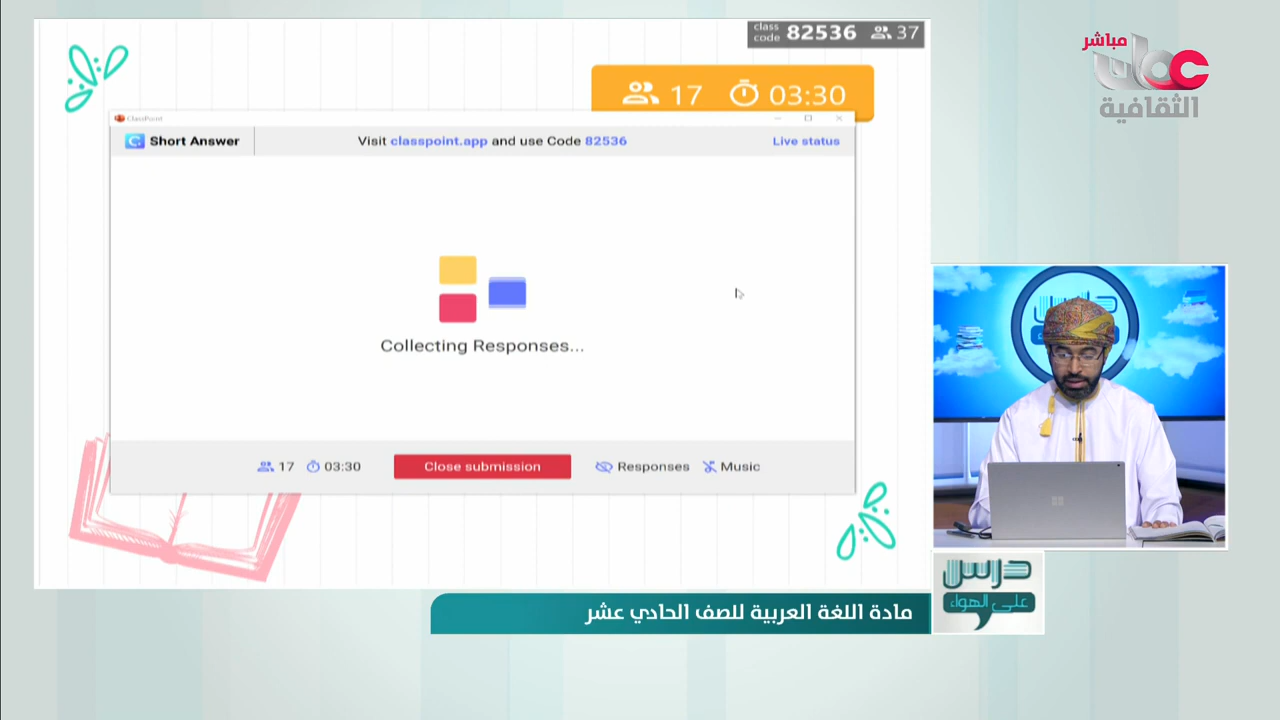 class code 82536 37
مباشر
عمان
الثقافية
17 03:30
ClassPoint
Short Answer
Visit classpoint.app and use Code 82536
Live status
Collecting Responses...
17 03:30
Close submission
Responses
Music
درس
على الهواء
مادة اللغة العربية للصف الحادي عشر